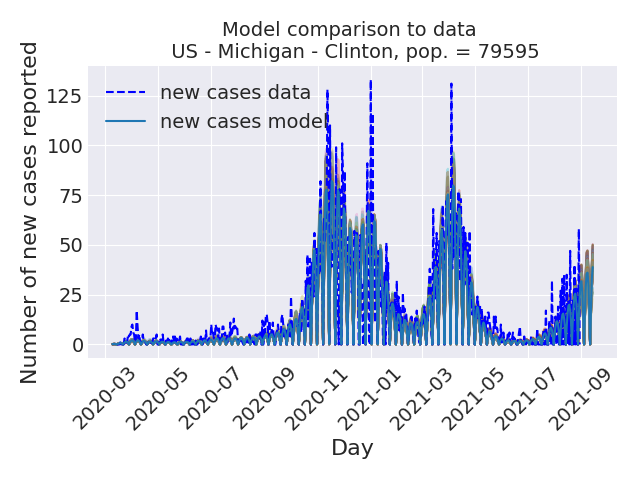 Model comparison to data
US - Michigan - Clinton, pop. = 79595
Number of new cases reported
125
100
75
50
25
0
new cases data
new cases model
2020-03
2020-05
2020-07
2020-09
2020-11
2021-01
2021-03
2021-05
2021-07
2021-09
Day